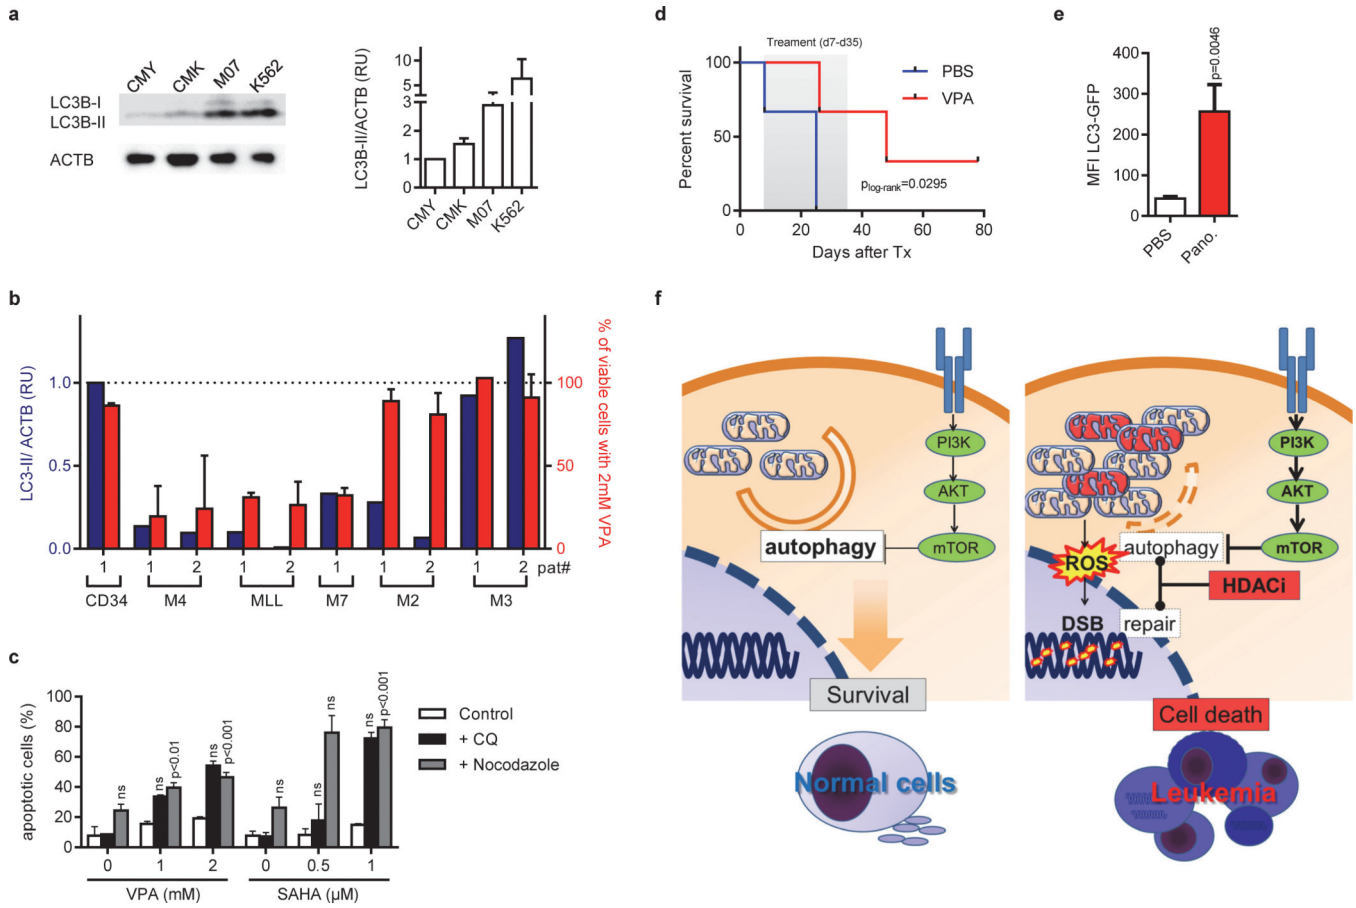 a
CMY
CMK
M07
K562
LC3B-I
LC3B-II
ACTB
LC3B-II/ACTB (RU)
10
5
3
2
1
0
CMY
CMK
M07
K562
d
Treament (d7-d35)
Percent survival
100
50
0
PBS
VPA
plog-rank=0.0295
0
20
40
60
80
Days after Tx
e
MFI LC3-GFP
400
300
200
100
0
p=0.0046
PBS
Pano.
b
LC3-II/ ACTB (RU)
1.0
0.5
0.0
% of viable cells with 2mM VPA
100
50
0
1 1 2 1 2 1 1 2 1 2 pat#
CD34 M4 MLL M7 M2 M3
c
apoptotic cells (%)
100
80
60
40
20
0
ns
ns
p<0.01
ns
p<0.001
ns
ns
ns
p<0.001
Control
+ CQ
+ Nocodazole
0 1 2 0 0.5 1
VPA (mM) SAHA (µM)
f
PI3K
AKT
autophagy
mTOR
Survival
Normal cells
PI3K
AKT
autophagy
mTOR
ROS
HDACi
DSB
repair
Cell death
Leukemia